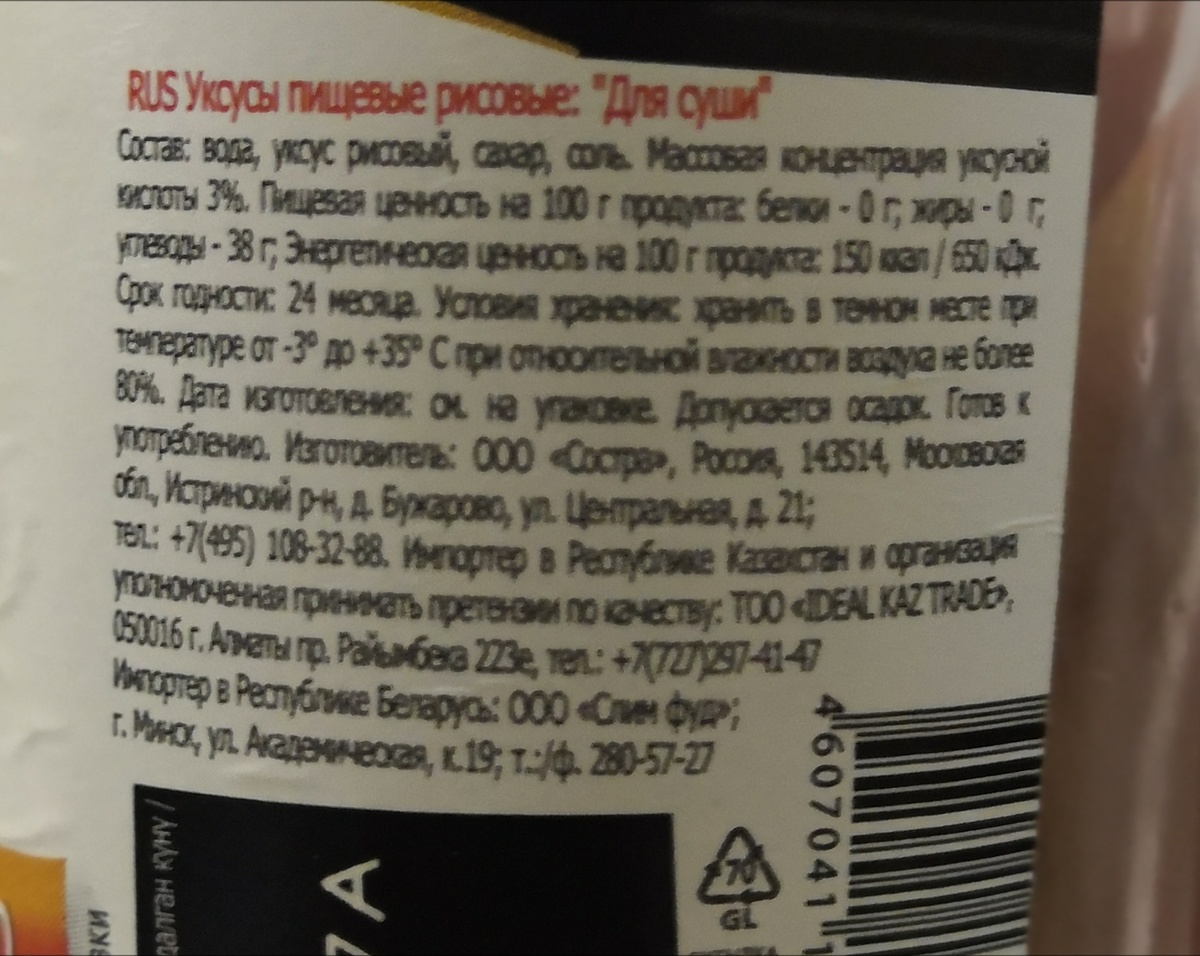 RUS Уксусы пищевые рисовые: "Для суши"
Состав: вода, уксус рисовый, сахар, соль. Массовая концентрация уксусной
кислоты 3%. Пищевая ценность на 100 г продукта: белки - 0 г; жиры - 0 г;
углеводы - 38 г; Энергетическая ценность на 100 г продукта: 150 ккал / 650 кДж.
Срок годности: 24 месяца. Условия хранения: хранить в темном месте при
температуре от -3° до +35° С при относительной влажности воздуха не более
80%. Дата изготовления: см. на упаковке. Допускается осадок. Готов к
употреблению. Изготовитель: ООО «Состра», Россия, 143514, Московская
обл., Истринский р-н, д. Бужарово, ул. Центральная, д. 21;
тел.: +7(495) 108-32-88. Импортер в Республике Казахстан и организация
уполномоченная принимать претензии по качеству: ТОО «IDEAL KAZ TRADE»,
050016 г. Алматы пр. Райымбека 223е, тел.: +7(727)297-41-47
Импортер в Республике Беларусь: ООО «Слим фуд»;
г. Минск, ул. Академическая, к.19; т.:/ф. 280-57-27
4 607041 1
70
GL
куну /
А